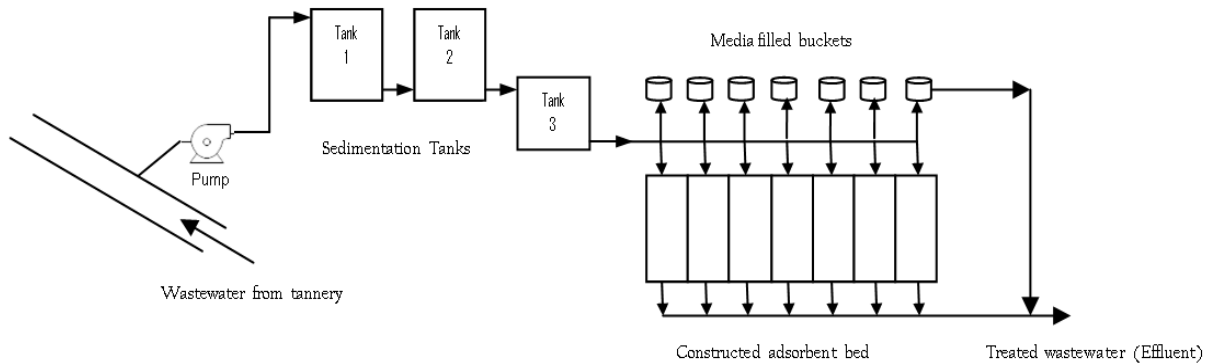 Tank
1
Tank
2
Tank
3
Media filled buckets
Sedimentation Tanks
Pump
Wastewater from tannery
Constructed adsorbent bed
Treated wastewater (Effluent)